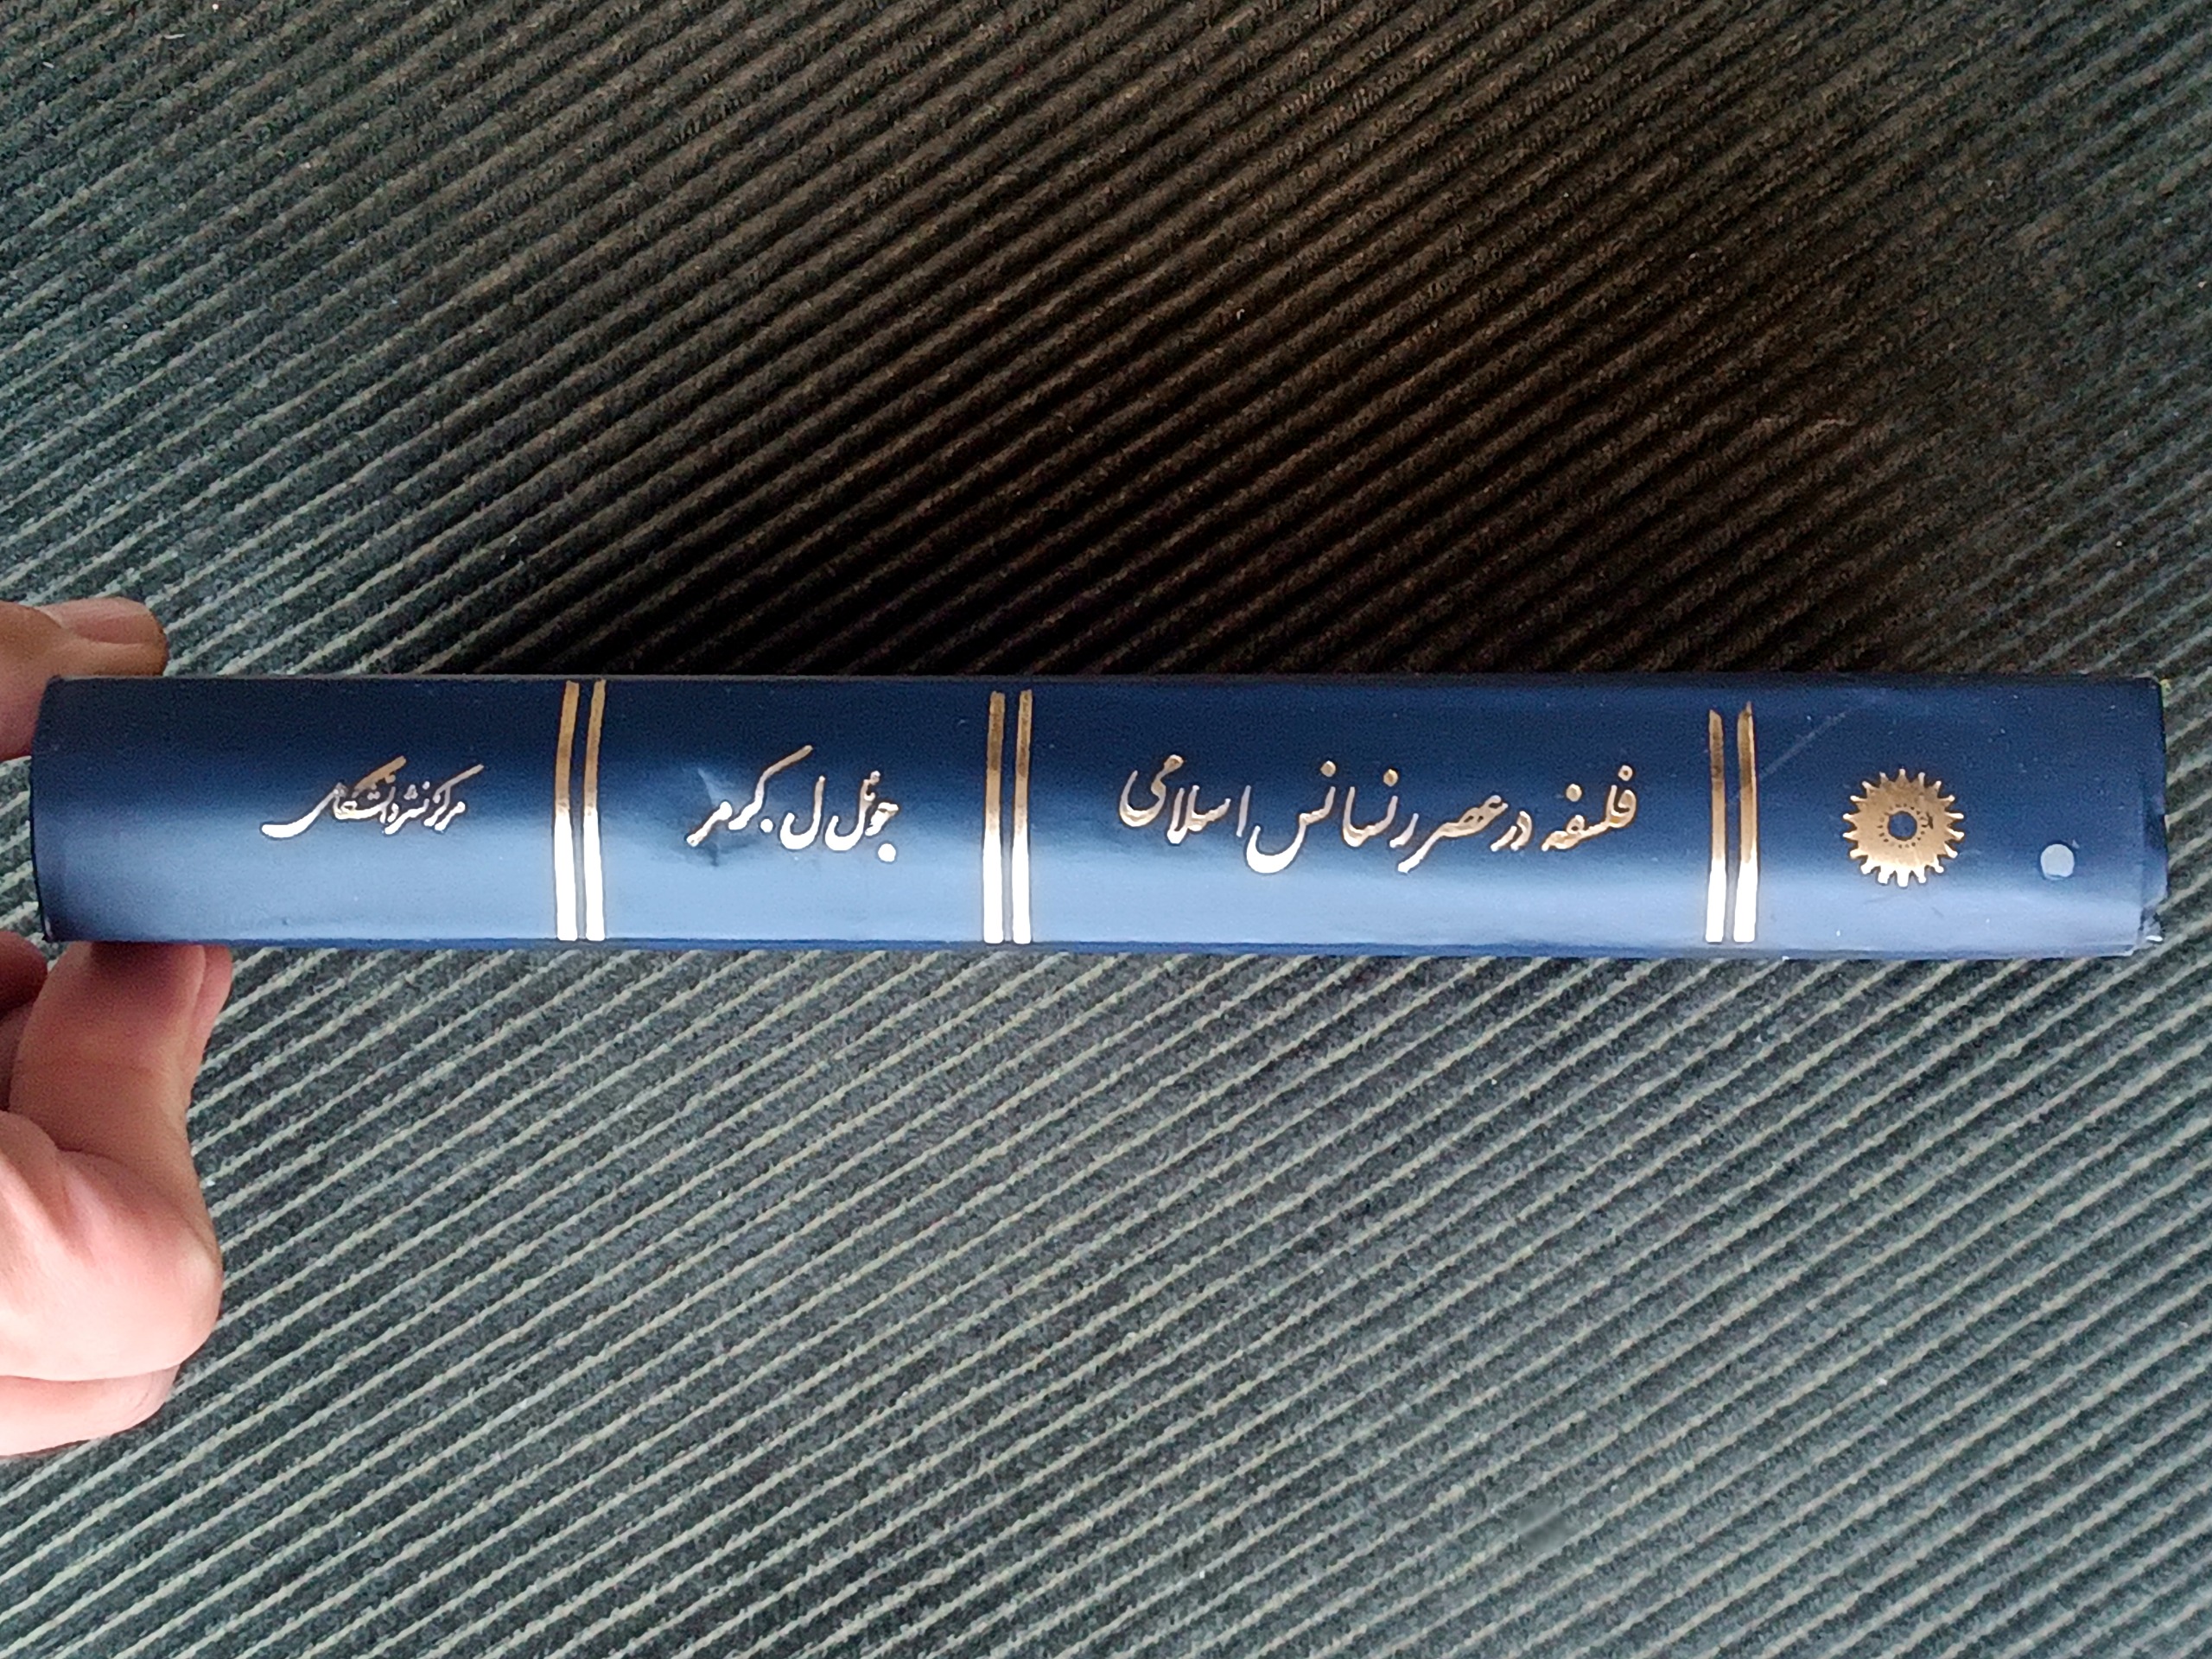 فلسفه در عصر رنسانس اسلامی
جوئل ل. کرمر
مرکز نشر دانشگاهی